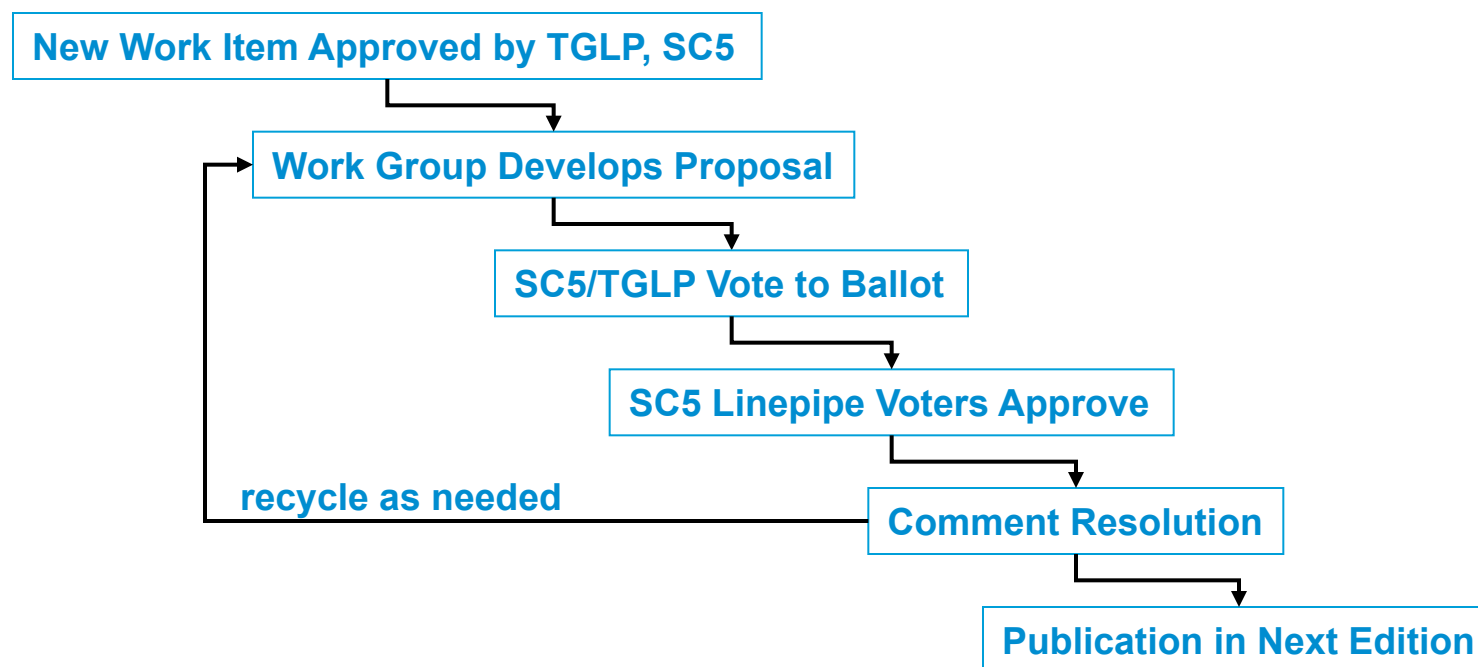 New Work Item Approved by TGLP, SC5
Work Group Develops Proposal
SC5/TGLP Vote to Ballot
SC5 Linepipe Voters Approve
recycle as needed
Comment Resolution
Publication in Next Edition